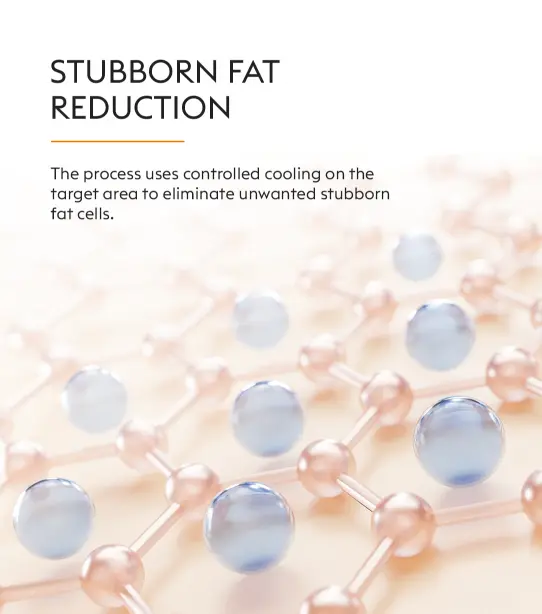 STUBBORN FAT
REDUCTION
The process uses controlled cooling on the
target area to eliminate unwanted stubborn
fat cells.